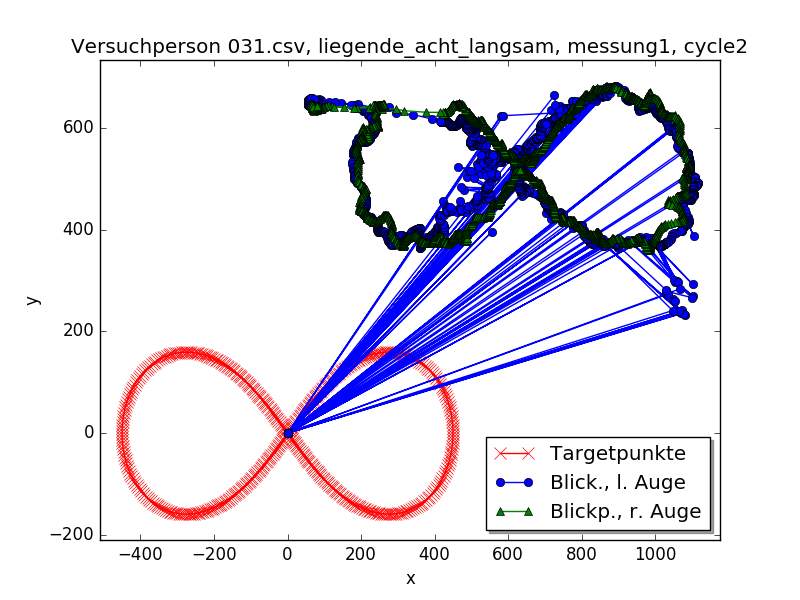 Versuchperson 031.csv, liegende_acht_langsam, messung1, cycle2
600
400
y
200
0
−200
Targetpunkte
Blick., l. Auge
Blickp., r. Auge
−400 −200 0 200 400 600 800 1000
x